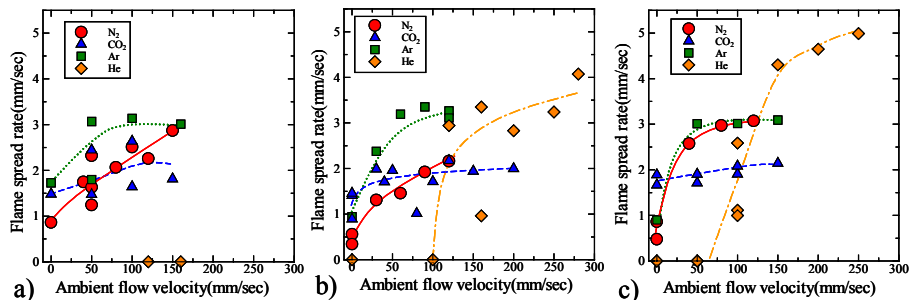 N2
CO2
Ar
He
Flame spread rate(mm/sec)
5
4
3
2
1
0
0 50 100 150 200 250 300
Ambient flow velocity(mm/sec)
a)
N2
CO2
Ar
He
Flame spread rate(mm/sec)
5
4
3
2
1
0
0 50 100 150 200 250 300
Ambient flow velocity(mm/sec)
b)
N2
CO2
Ar
He
Flame spread rate(mm/sec)
5
4
3
2
1
0
0 50 100 150 200 250 300
Ambient flow velocity(mm/sec)
c)